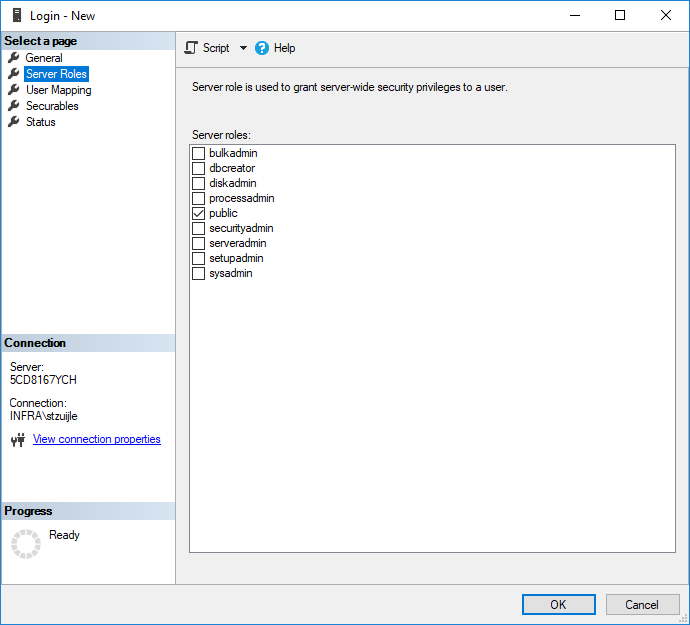 Login - New
Select a page
General
Server Roles
User Mapping
Securables
Status
Script
Help
Server role is used to grant server-wide security privileges to a user.
Server roles:
bulkadmin
dbcreator
diskadmin
processadmin
public
securityadmin
serveradmin
setupadmin
sysadmin
Connection
Server:
5CD8167YCH
Connection:
INFRA\stzuijle
View connection properties
Progress
Ready
OK
Cancel